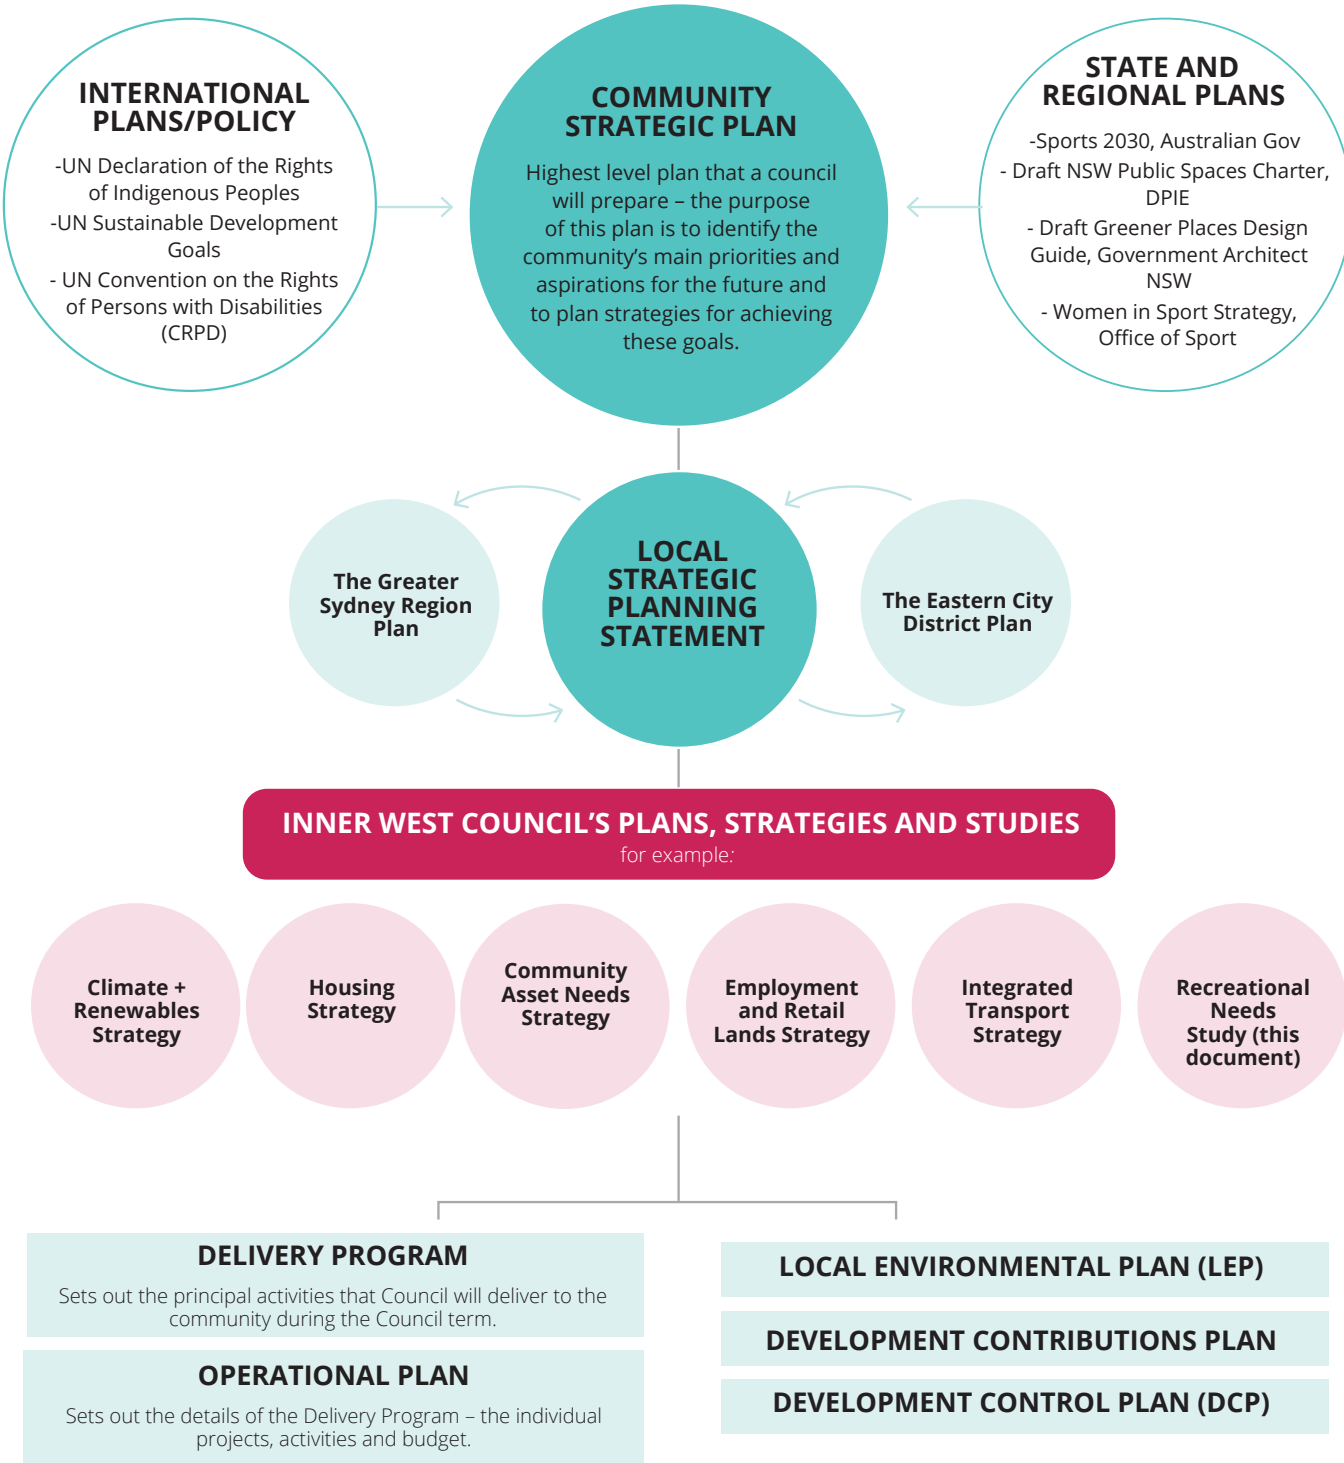 INTERNATIONAL
PLANS/POLICY
-UN Declaration of the Rights
of Indigenous Peoples
-UN Sustainable Development
Goals
- UN Convention on the Rights
of Persons with Disabilities
(CRPD)
COMMUNITY
STRATEGIC PLAN
Highest level plan that a council
will prepare – the purpose
of this plan is to identify the
community’s main priorities and
aspirations for the future and
to plan strategies for achieving
these goals.
STATE AND
REGIONAL PLANS
-Sports 2030, Australian Gov
- Draft NSW Public Spaces Charter,
DPIE
- Draft Greener Places Design
Guide, Government Architect
NSW
- Women in Sport Strategy,
Office of Sport
The Greater
Sydney Region
Plan
LOCAL
STRATEGIC
PLANNING
STATEMENT
The Eastern City
District Plan
INNER WEST COUNCIL’S PLANS, STRATEGIES AND STUDIES
for example:
Climate +
Renewables
Strategy
Housing
Strategy
Community
Asset Needs
Strategy
Employment
and Retail
Lands Strategy
Integrated
Transport
Strategy
Recreational
Needs
Study (this
document)
DELIVERY PROGRAM
Sets out the principal activities that Council will deliver to the
community during the Council term.
OPERATIONAL PLAN
Sets out the details of the Delivery Program – the individual
projects, activities and budget.
LOCAL ENVIRONMENTAL PLAN (LEP)
DEVELOPMENT CONTRIBUTIONS PLAN
DEVELOPMENT CONTROL PLAN (DCP)